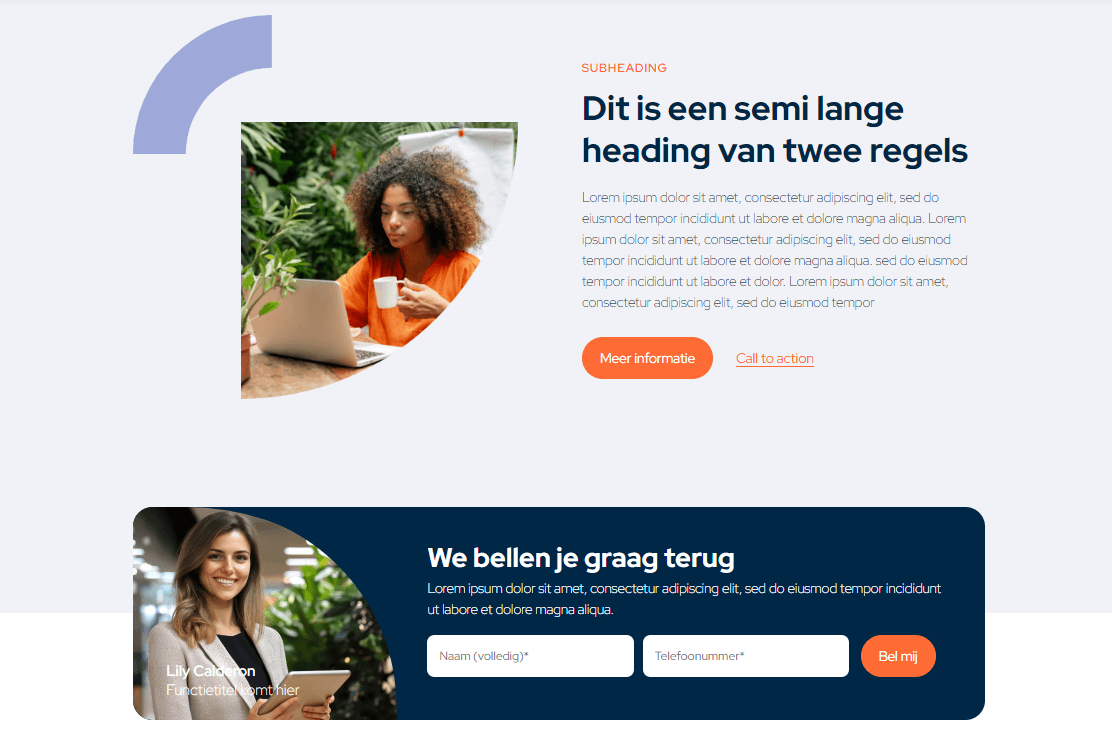 SUBHEADING
Dit is een semi lange
heading van twee regels
Lorem ipsum dolor sit amet, consectetur adipiscing elit, sed do
eiusmod tempor incididunt ut labore et dolore magna aliqua. Lorem
ipsum dolor sit amet, consectetur adipiscing elit, sed do eiusmod
tempor incididunt ut labore et dolore magna aliqua. sed do eiusmod
tempor incididunt ut labore et dolor. Lorem ipsum dolor sit amet,
consectetur adipiscing elit, sed do eiusmod tempor
Meer informatie
Call to action
We bellen je graag terug
Lorem ipsum dolor sit amet, consectetur adipiscing elit, sed do eiusmod tempor incididunt
ut labore et dolore magna aliqua.
Naam (volledig)*
Telefoonummer*
Bel mij
Lily Calderon
Functietitel komt hier